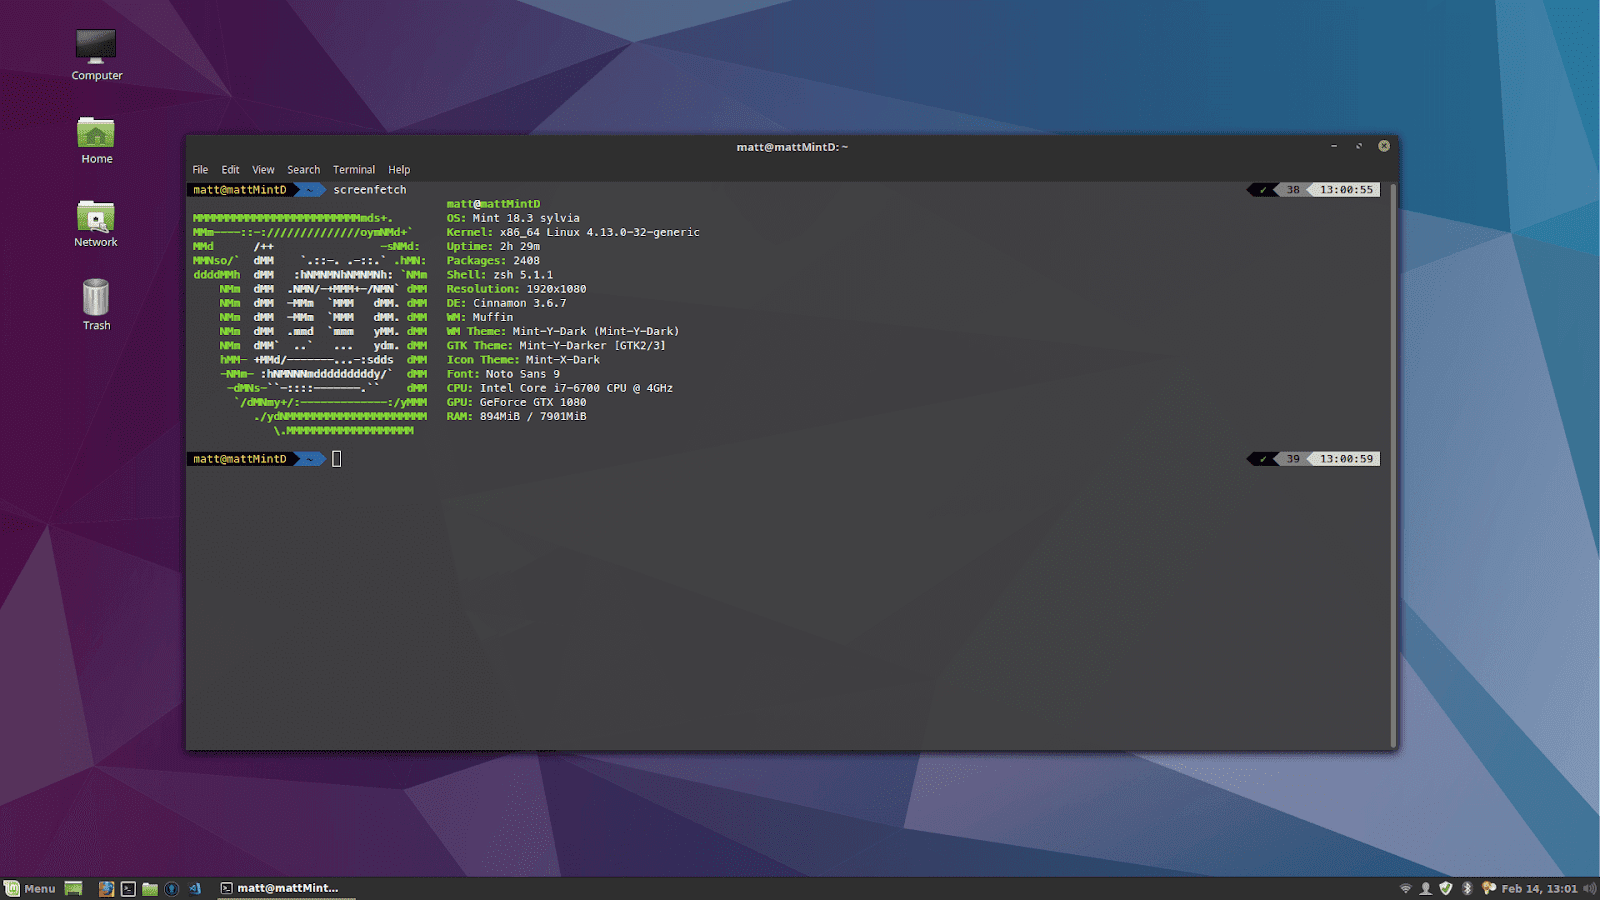 Computer
Home
Network
Trash
matt@mattMintD: ~
File Edit View Search Terminal Help
matt@mattMintD ~ screenfetch ✓ 38 13:00:55
matt@mattMintD
MMMMMMMMMMMMMMMMMMMMMMMMMmds+. OS: Mint 18.3 sylvia
MMm----::-://////////////oymNMd+` Kernel: x86_64 Linux 4.13.0-32-generic
MMd /++ -sNMd: Uptime: 2h 29m
MMNso/` dMM `.::-. .-::.` .hMN: Packages: 2408
ddddMMh dMM :hNMNMNhNMNMNh: `NMm Shell: zsh 5.1.1
NMm dMM .NMN/-+MMM+-/NMN` dMM Resolution: 1920x1080
NMm dMM -MMm `MMM dMM. dMM DE: Cinnamon 3.6.7
NMm dMM -MMm `MMM dMM. dMM WM: Muffin
NMm dMM .mmd `mmm yMM. dMM WM Theme: Mint-Y-Dark (Mint-Y-Dark)
NMm dMM` ..` ... ydm. dMM GTK Theme: Mint-Y-Darker [GTK2/3]
hMM- +MMd/-------...-:sdds dMM Icon Theme: Mint-X-Dark
-NMm- :hNMNNNmdddddddddy/` dMM Font: Noto Sans 9
-dMNs-``-::::-------.`` dMM CPU: Intel Core i7-6700 CPU @ 4GHz
`/dMNmy+/:-------------:/yMMM GPU: GeForce GTX 1080
./ydNMMMMMMMMMMMMMMMMMMMMM RAM: 894MiB / 7901MiB
\.MMMMMMMMMMMMMMMMMMM
matt@mattMintD ~ ✓ 39 13:00:59
Menu matt@mattMint... Feb 14, 13:01